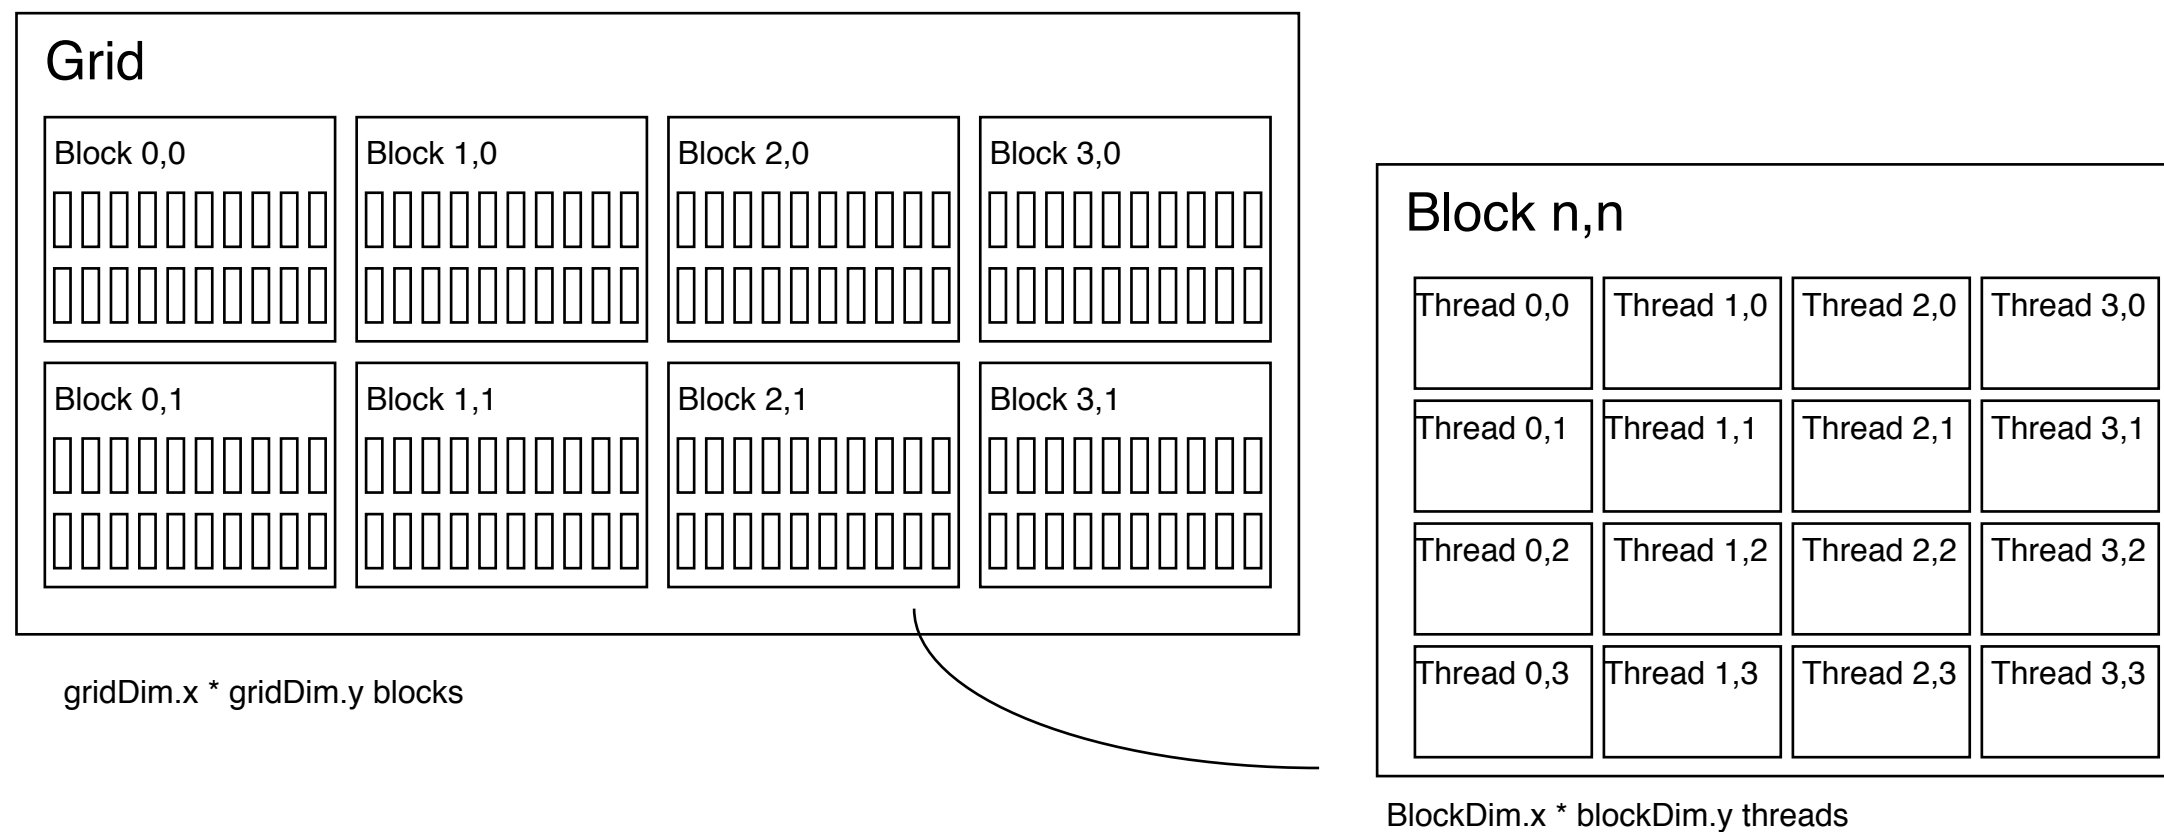 Grid
Block 0,0 Block 1,0 Block 2,0 Block 3,0
Block 0,1 Block 1,1 Block 2,1 Block 3,1
gridDim.x * gridDim.y blocks
Block n,n
Thread 0,0 Thread 1,0 Thread 2,0 Thread 3,0
Thread 0,1 Thread 1,1 Thread 2,1 Thread 3,1
Thread 0,2 Thread 1,2 Thread 2,2 Thread 3,2
Thread 0,3 Thread 1,3 Thread 2,3 Thread 3,3
BlockDim.x * blockDim.y threads